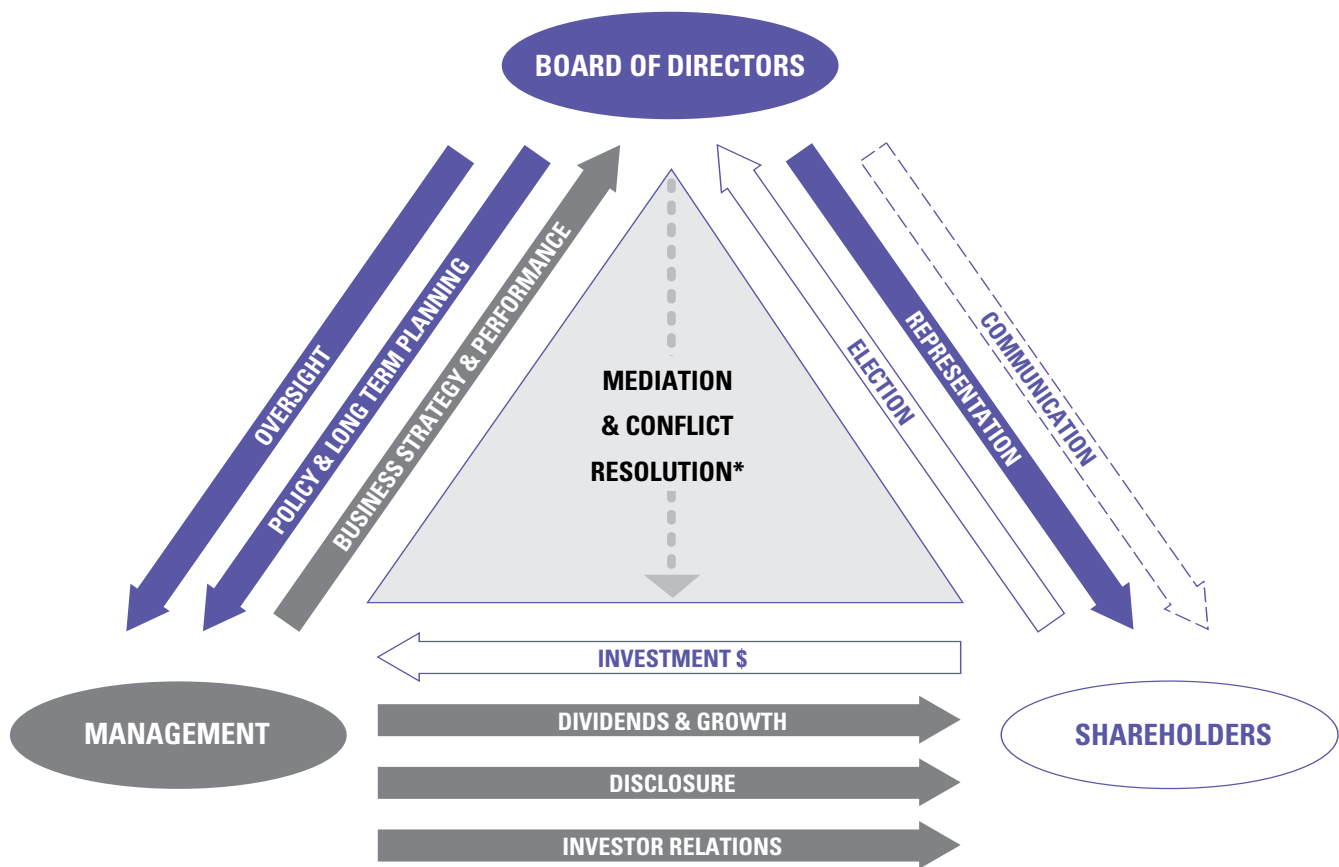 BOARD OF DIRECTORS
OVERSIGHT
POLICY & LONG TERM PLANNING
BUSINESS STRATEGY & PERFORMANCE
MEDIATION
& CONFLICT
RESOLUTION*
ELECTION
REPRESENTATION
COMMUNICATION
INVESTMENT $
MANAGEMENT
DIVIDENDS & GROWTH
SHAREHOLDERS
DISCLOSURE
INVESTOR RELATIONS